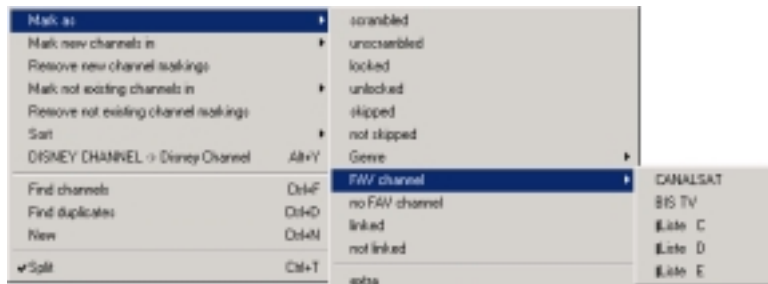 Mark as
Mark new channels in
Remove new channel markings
Mark not existing channels in
Remove not existing channel markings
Sort
DISNEY CHANNEL -> Disney Channel Alt+Y
Find channels Ctrl+F
Find duplicates Ctrl+D
New Ctrl+N
Split Ctrl+T
scrambled
unscrambled
locked
unlocked
skipped
not skipped
Genre
FAV channel
no FAV channel
linked
not linked
CANALSAT
BIS TV
Liste C
Liste D
Liste E